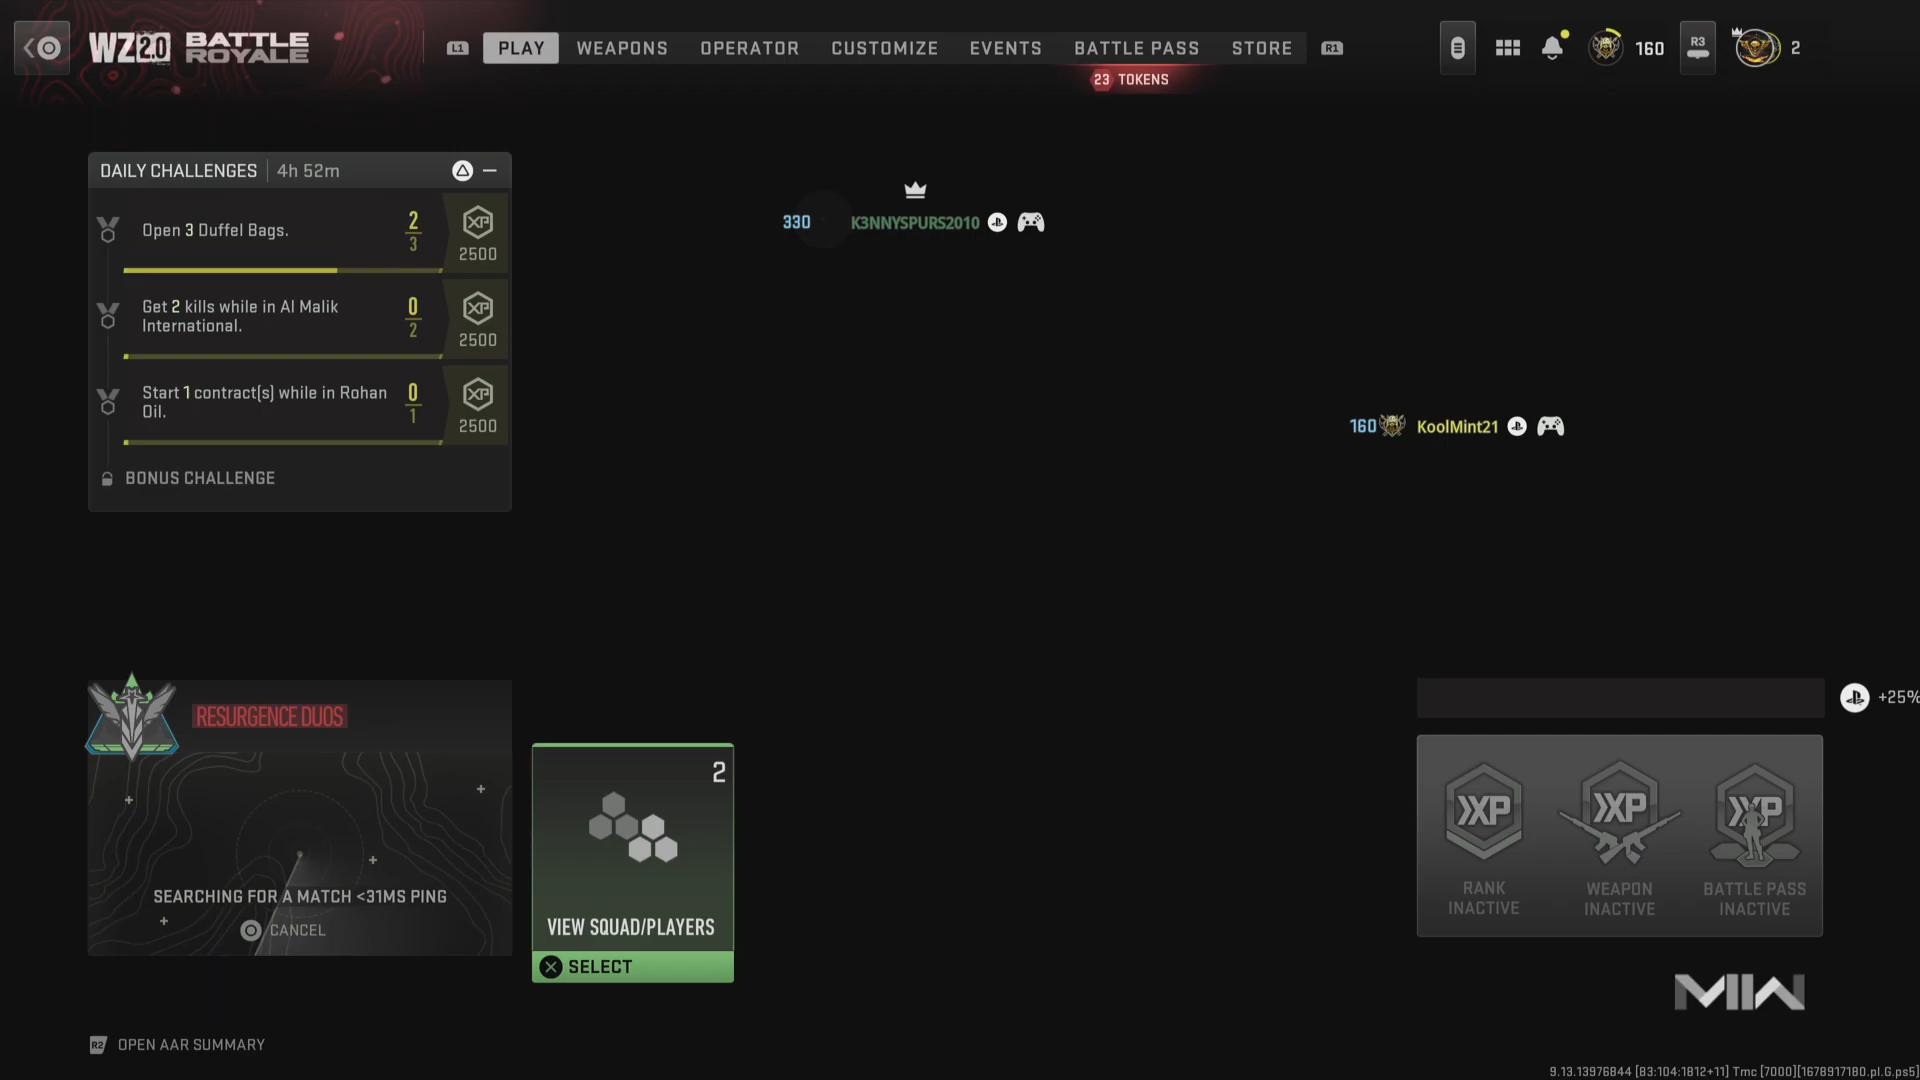 WZ2.0 BATTLE ROYALE
L1 PLAY WEAPONS OPERATOR CUSTOMIZE EVENTS BATTLE PASS STORE R1
23 TOKENS
160
R3
2
DAILY CHALLENGES 4h 52m
Open 3 Duffel Bags.
2
3
XP
2500
Get 2 kills while in Al Malik
International.
0
2
XP
2500
Start 1 contract(s) while in Rohan
Oil.
0
1
XP
2500
BONUS CHALLENGE
330 K3NNYSPURS2010
160 KoolMint21
RESURGENCE DUOS
SEARCHING FOR A MATCH <31MS PING
CANCEL
2
VIEW SQUAD/PLAYERS
SELECT
+25%
XP
RANK
INACTIVE
XP
WEAPON
INACTIVE
XP
BATTLE PASS
INACTIVE
MW
R2 OPEN AAR SUMMARY
9.13.13976844 [83:104:1812+11] Tmc [7000][1678917180.pl.G.ps5]